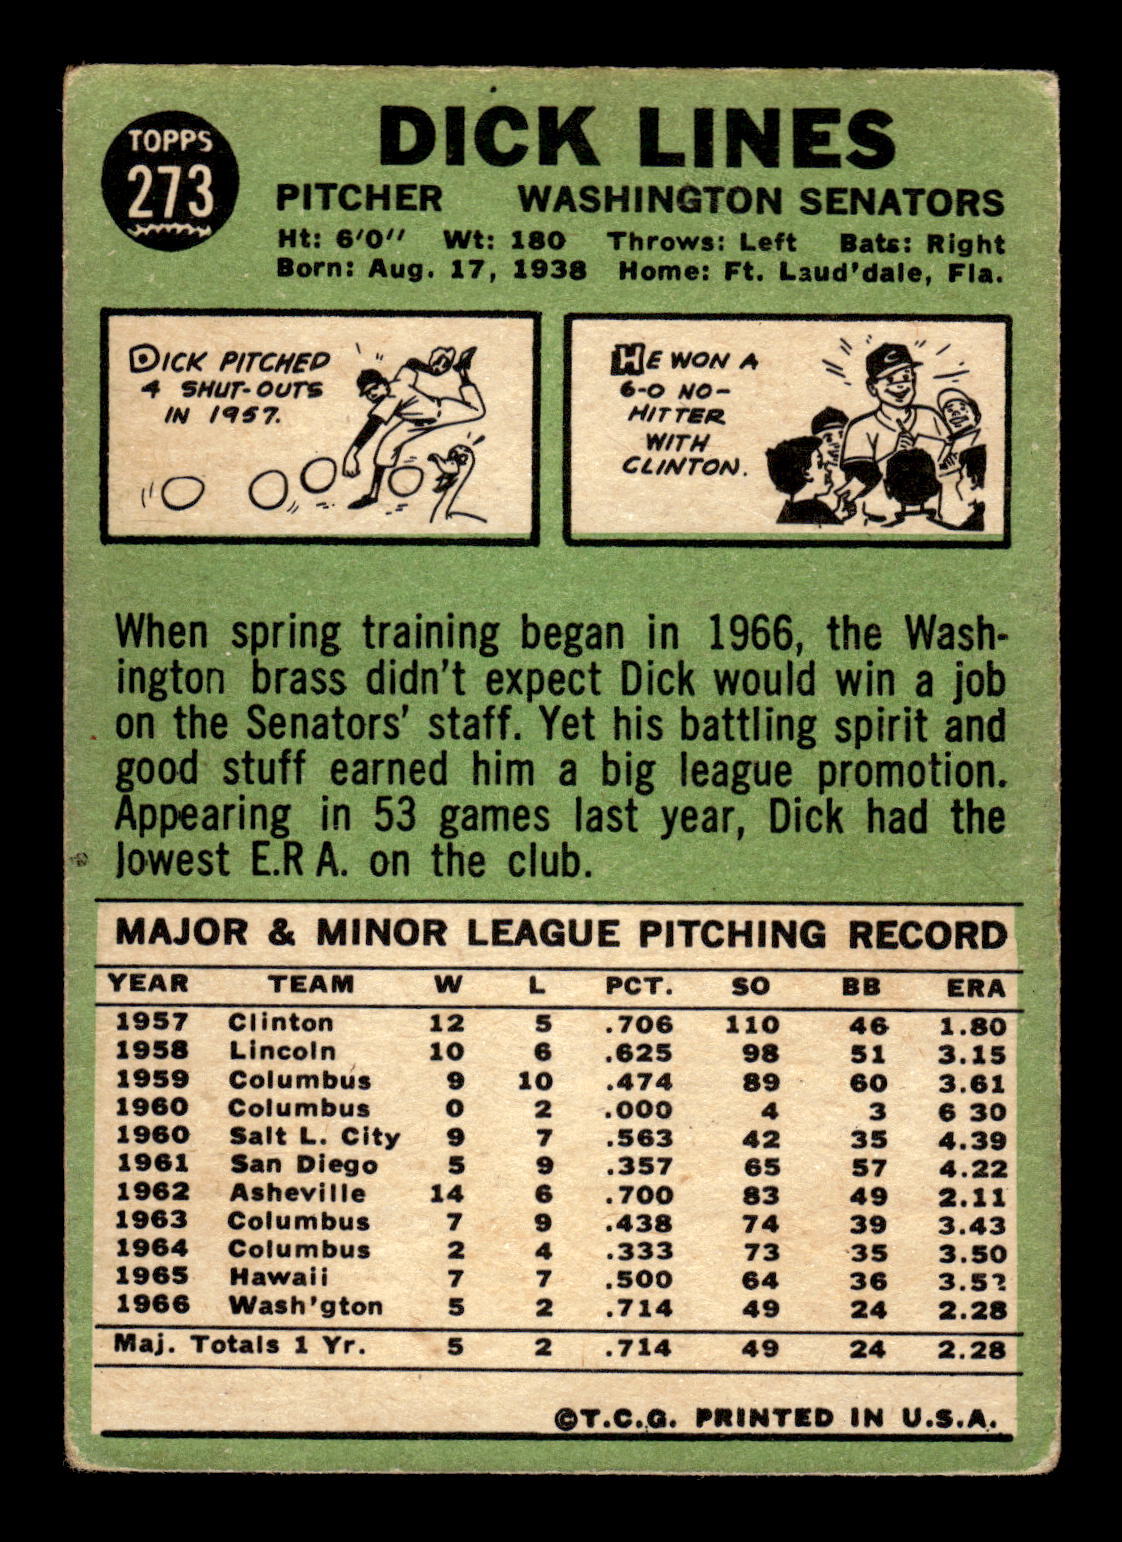 TOPPS
273
DICK LINES
PITCHER WASHINGTON SENATORS
Ht: 6'0" Wt: 180 Throws: Left Bats: Right
Born: Aug. 17, 1938 Home: Ft. Laud'dale, Fla.
DICK PITCHED
4 SHUT-OUTS
IN 1957.
HE WON A
6-0 NO-
HITTER
WITH
CLINTON.
When spring training began in 1966, the Wash-
ington brass didn't expect Dick would win a job
on the Senators' staff. Yet his battling spirit and
good stuff earned him a big league promotion.
Appearing in 53 games last year, Dick had the
lowest E.R A. on the club.
MAJOR & MINOR LEAGUE PITCHING RECORD
YEAR TEAM W L PCT. SO BB ERA
1957 Clinton 12 5 .706 110 46 1.80
1958 Lincoln 10 6 .625 98 51 3.15
1959 Columbus 9 10 .474 89 60 3.61
1960 Columbus 0 2 .000 4 3 6 30
1960 Salt L. City 9 7 .563 42 35 4.39
1961 San Diego 5 9 .357 65 57 4.22
1962 Asheville 14 6 .700 83 49 2.11
1963 Columbus 7 9 .438 74 39 3.43
1964 Columbus 2 4 .333 73 35 3.50
1965 Hawaii 7 7 .500 64 36
1966 Wash'gton 5 2 .714 49 24 2.28
Maj. Totals 1 Yr. 5 2 .714 49 24 2.28
©T.C.G. PRINTED IN U.S.A.